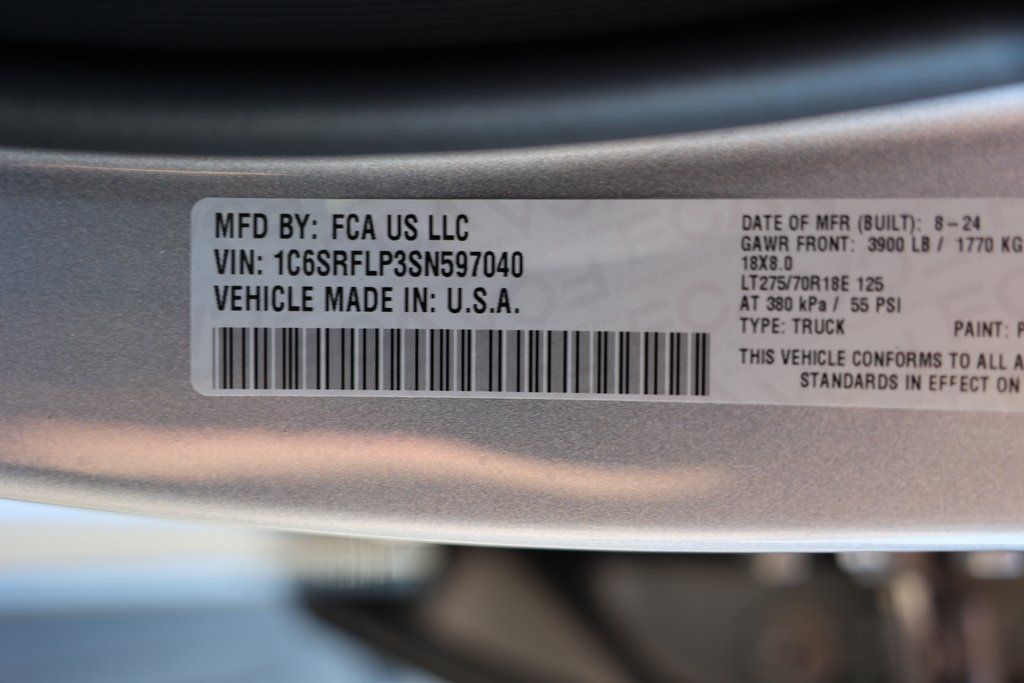 MFD BY: FCA US LLC
VIN: 1C6SRFLP3SN597040
VEHICLE MADE IN: U.S.A.
DATE OF MFR (BUILT): 8-24
GAWR FRONT: 3900 LB / 1770 KG
18X8.0
LT275/70R18E 125
AT 380 kPa / 55 PSI
TYPE: TRUCK PAINT: P
THIS VEHICLE CONFORMS TO ALL A
STANDARDS IN EFFECT ON